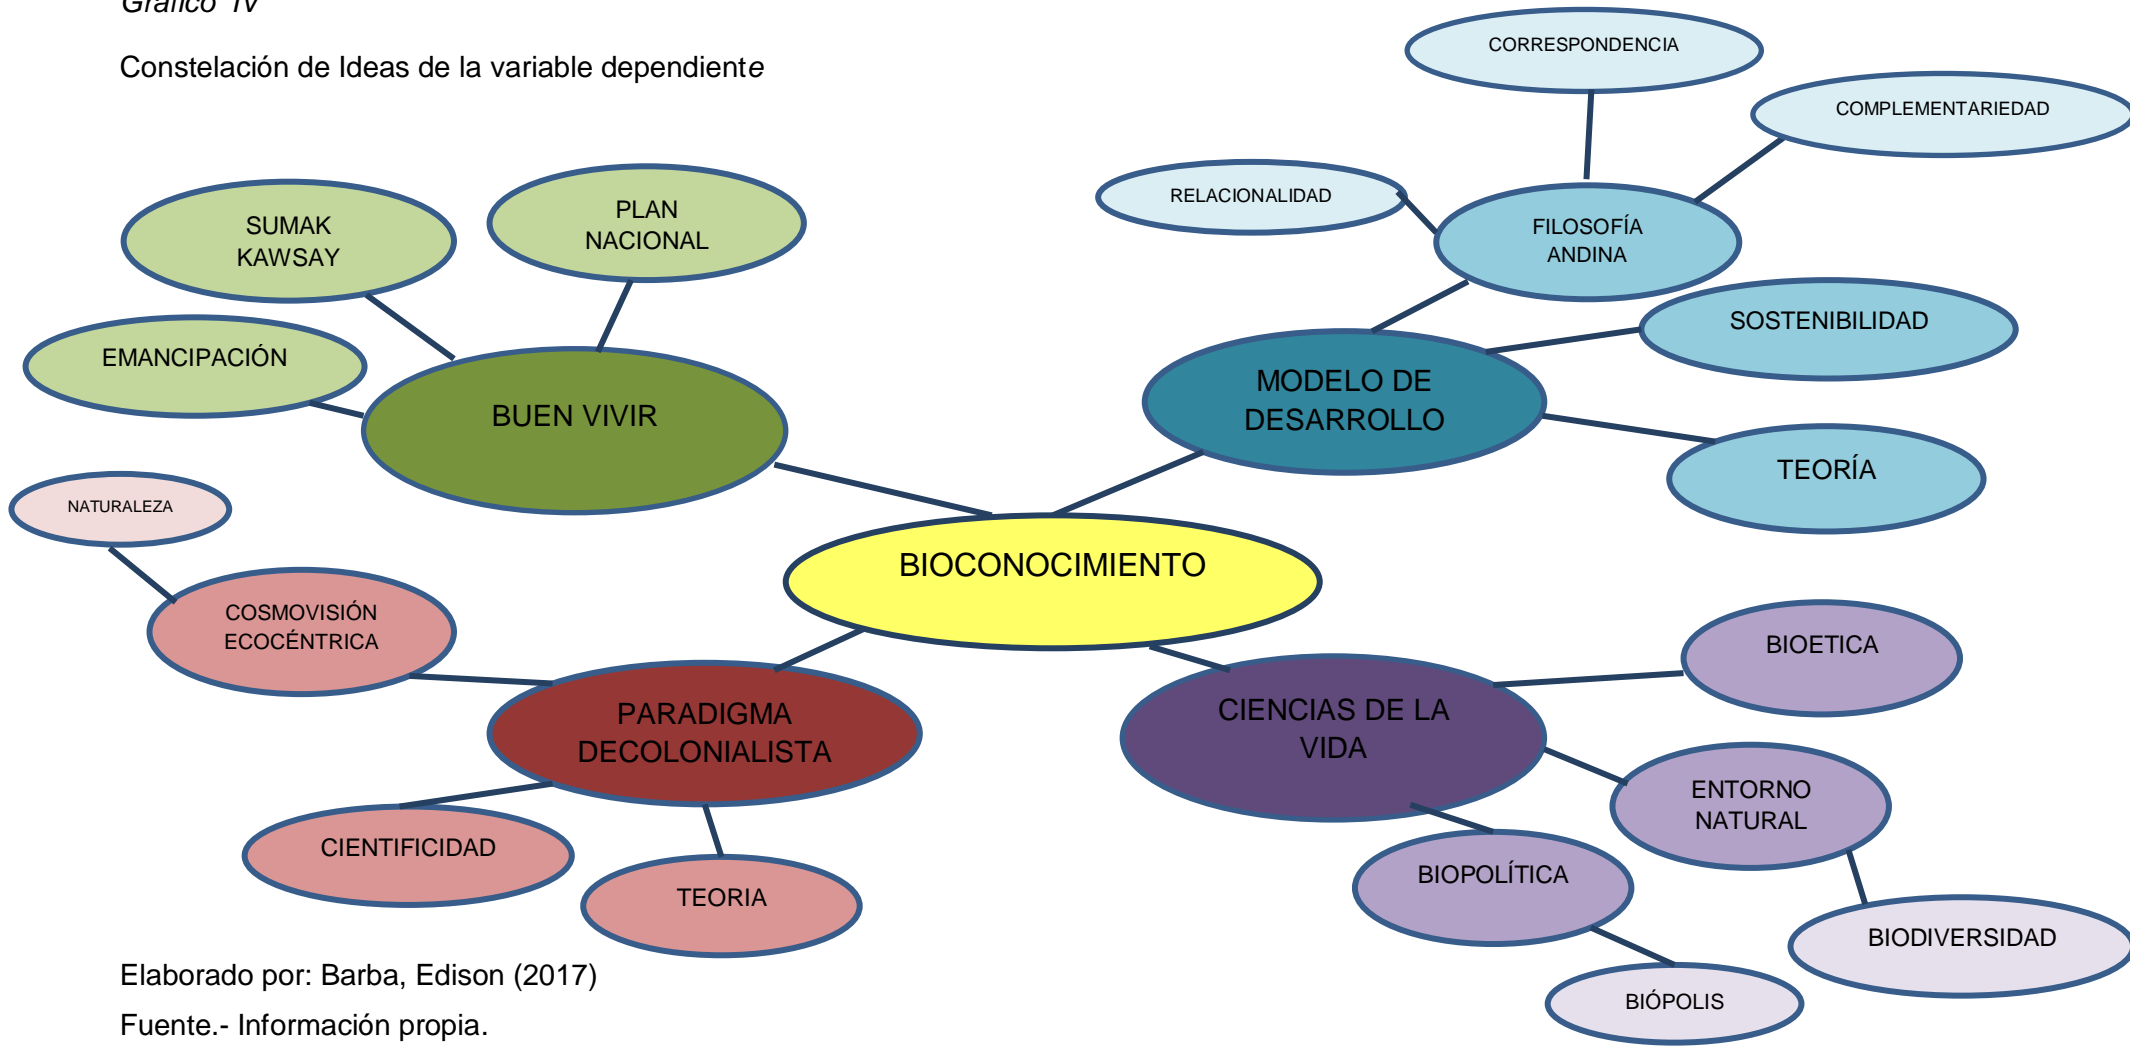 Gráfico IV
Constelación de Ideas de la variable dependiente
CORRESPONDENCIA
COMPLEMENTARIEDAD
RELACIONALIDAD
FILOSOFÍA
ANDINA
SUMAK
KAWSAY
PLAN
NACIONAL
SOSTENIBILIDAD
EMANCIPACIÓN
BUEN VIVIR
MODELO DE
DESARROLLO
TEORÍA
NATURALEZA
BIOCONOCIMIENTO
COSMOVISIÓN
ECOCÉNTRICA
BIOETICA
PARADIGMA
DECOLONIALISTA
CIENCIAS DE LA
VIDA
ENTORNO
NATURAL
CIENTIFICIDAD
TEORIA
BIOPOLÍTICA
BIODIVERSIDAD
BIÓPOLIS
Elaborado por: Barba, Edison (2017)
Fuente.- Información propia.